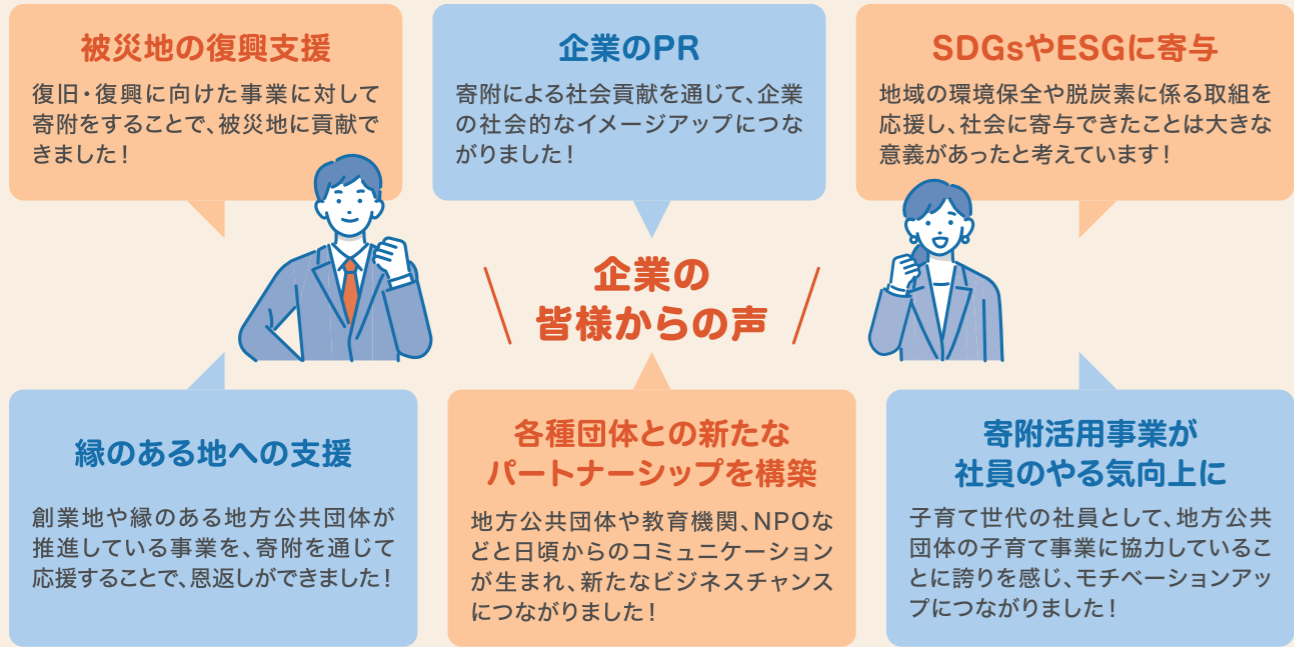 被災地の復興支援
復旧・復興に向けた事業に対して
寄附をすることで、被災地に貢献で
きました!
企業のPR
寄附による社会貢献を通じて、企業
の社会的なイメージアップにつな
がりました!
SDGsやESGに寄与
地域の環境保全や脱炭素に係る取組を
応援し、社会に寄与できたことは大きな
意義があったと考えています!
企業の
皆様からの声
縁のある地への支援
創業地や縁のある地方公共団体が
推進している事業を、寄附を通じて
応援することで、恩返しができました!
各種団体との新たな
パートナーシップを構築
地方公共団体や教育機関、NPOな
どと日頃からのコミュニケーション
が生まれ、新たなビジネスチャンス
につながりました!
寄附活用事業が
社員のやる気向上に
子育て世代の社員として、地方公共
団体の子育て事業に協力しているこ
とに誇りを感じ、モチベーションアッ
プにつながりました!